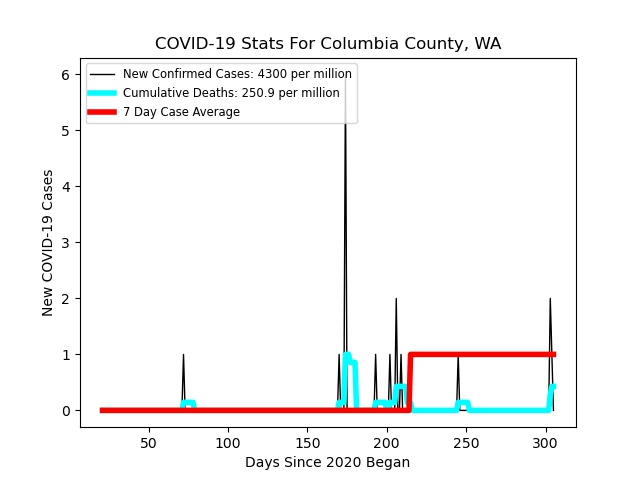 COVID-19 Stats For Columbia County, WA
New Confirmed Cases: 4300 per million
Cumulative Deaths: 250.9 per million
7 Day Case Average
New COVID-19 Cases
6
5
4
3
2
1
0
50 100 150 200 250 300
Days Since 2020 Began